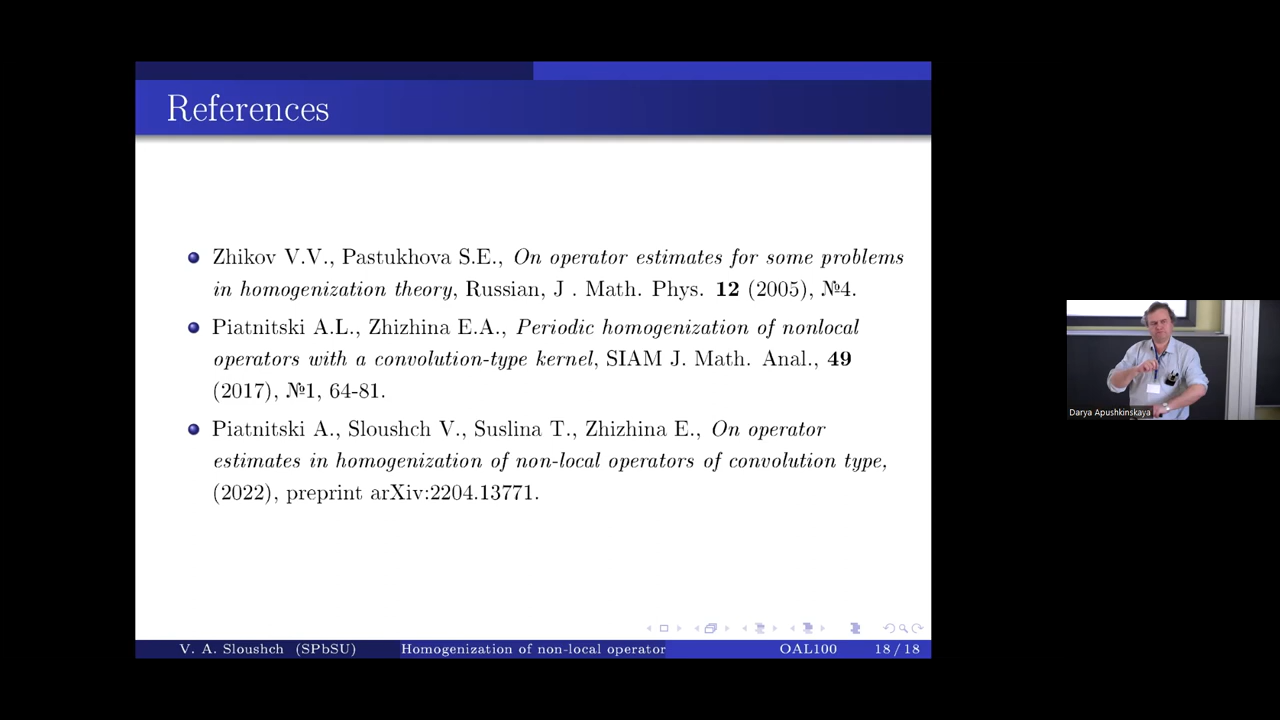 References
Zhikov V.V., Pastukhova S.E., On operator estimates for some problems
in homogenization theory, Russian, J . Math. Phys. 12 (2005), №4.
Piatnitski A.L., Zhizhina E.A., Periodic homogenization of nonlocal
operators with a convolution-type kernel, SIAM J. Math. Anal., 49
(2017), №1, 64-81.
Piatnitski A., Sloushch V., Suslina T., Zhizhina E., On operator
estimates in homogenization of non-local operators of convolution type,
(2022), preprint arXiv:2204.13771.
V. A. Sloushch (SPbSU) Homogenization of non-local operator OAL100 18 / 18
Darya Apushkinskaya